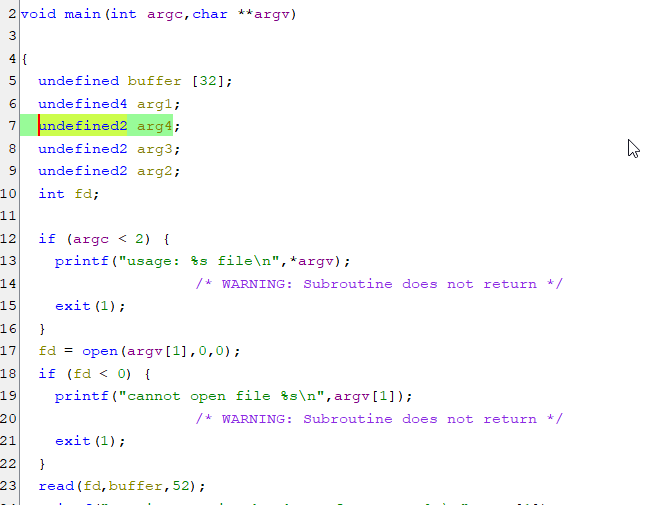 2 void main(int argc,char **argv)
3
4 {
5 undefined buffer [32];
6 undefined4 arg1;
7 undefined2 arg4;
8 undefined2 arg3;
9 undefined2 arg2;
10 int fd;
11
12 if (argc < 2) {
13 printf("usage: %s file\n",*argv);
14 /* WARNING: Subroutine does not return */
15 exit(1);
16 }
17 fd = open(argv[1],0,0);
18 if (fd < 0) {
19 printf("cannot open file %s\n",argv[1]);
20 /* WARNING: Subroutine does not return */
21 exit(1);
22 }
23 read(fd,buffer,52);